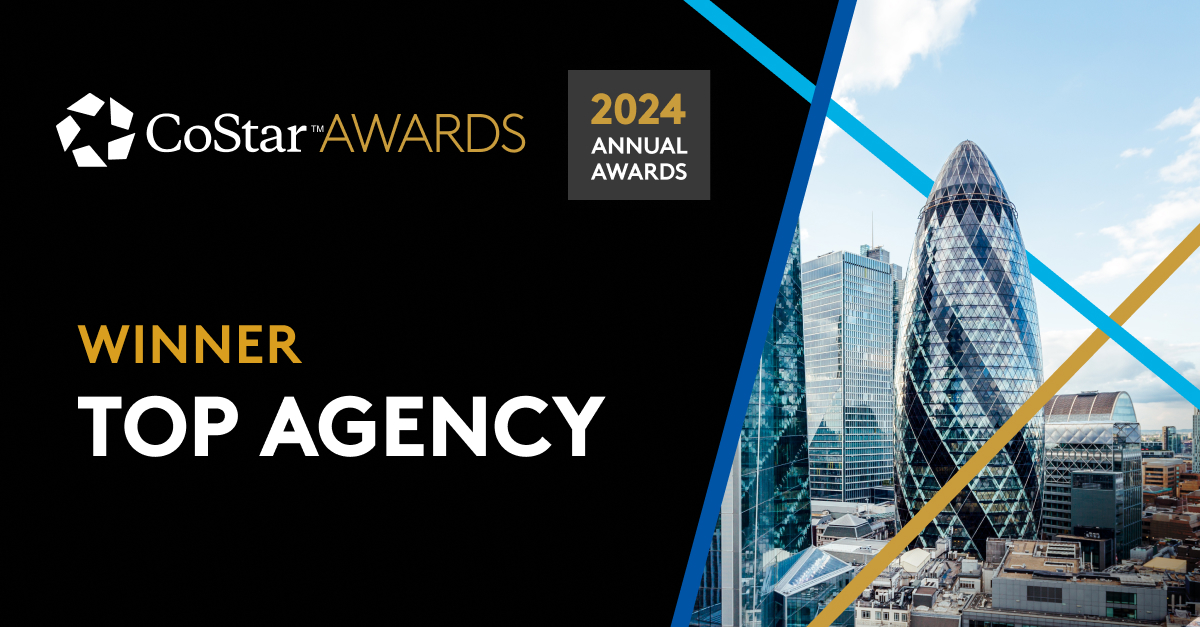 CoStar™AWARDS
2024
ANNUAL
AWARDS
WINNER
TOP AGENCY